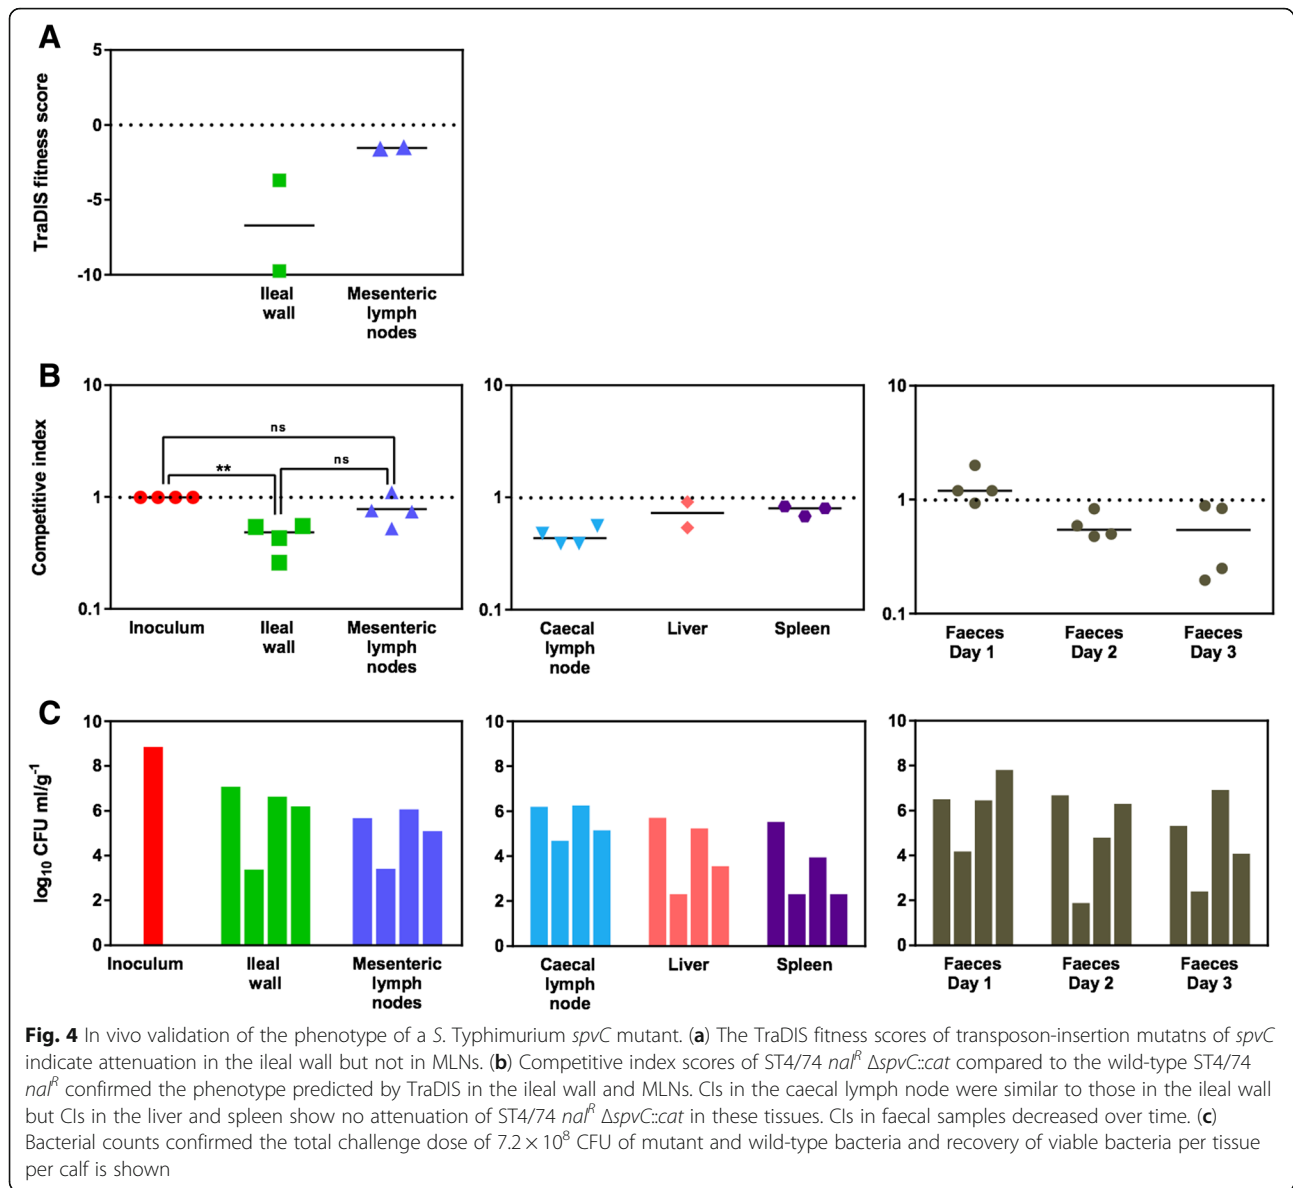 A
5
0
-5
-10
TraDIS fitness score
Ileal
wall
Mesenteric
lymph
nodes
B
10
1
0.1
Competitive index
ns
**
ns
Inoculum
Ileal
wall
Mesenteric
lymph
nodes
10
1
0.1
Caecal
lymph
node
Liver
Spleen
10
1
0.1
Faeces
Day 1
Faeces
Day 2
Faeces
Day 3
C
10
8
6
4
2
0
log₁₀ CFU ml/g⁻¹
Inoculum
Ileal
wall
Mesenteric
lymph
nodes
10
8
6
4
2
0
Caecal
lymph
node
Liver
Spleen
10
8
6
4
2
0
Faeces
Day 1
Faeces
Day 2
Faeces
Day 3
Fig. 4 In vivo validation of the phenotype of a S. Typhimurium spvC mutant. (a) The TraDIS fitness scores of transposon-insertion mutatns of spvC
indicate attenuation in the ileal wall but not in MLNs. (b) Competitive index scores of ST4/74 nalᴿ ΔspvC::cat compared to the wild-type ST4/74
nalᴿ confirmed the phenotype predicted by TraDIS in the ileal wall and MLNs. CIs in the caecal lymph node were similar to those in the ileal wall
but CIs in the liver and spleen show no attenuation of ST4/74 nalᴿ ΔspvC::cat in these tissues. CIs in faecal samples decreased over time. (c)
Bacterial counts confirmed the total challenge dose of 7.2 × 10⁸ CFU of mutant and wild-type bacteria and recovery of viable bacteria per tissue
per calf is shown